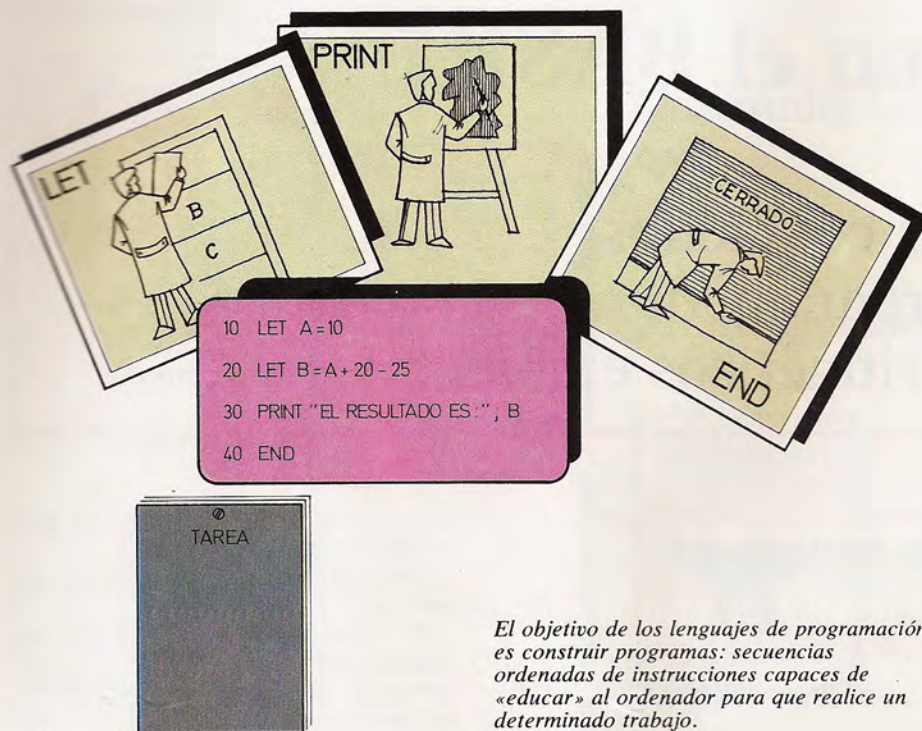 PRINT
LET
B
C
CERRADO
END
10 LET A=10
20 LET B=A+20-25
30 PRINT "EL RESULTADO ES:", B
40 END
TAREA
El objetivo de los lenguajes de programación
es construir programas: secuencias
ordenadas de instrucciones capaces de
«educar» al ordenador para que realice un
determinado trabajo.